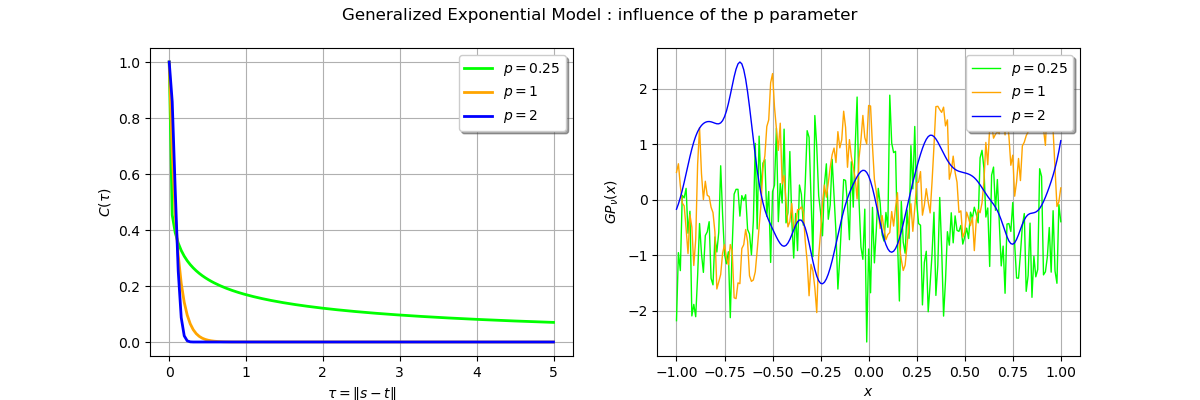 Generalized Exponential Model : influence of the p parameter
C(τ)
1.0
0.8
0.6
0.4
0.2
0.0
p = 0.25
p = 1
p = 2
0 1 2 3 4 5
τ = ‖s − t‖
GPᵥ(x)
2
1
0
−1
−2
p = 0.25
p = 1
p = 2
−1.00 −0.75 −0.50 −0.25 0.00 0.25 0.50 0.75 1.00
x